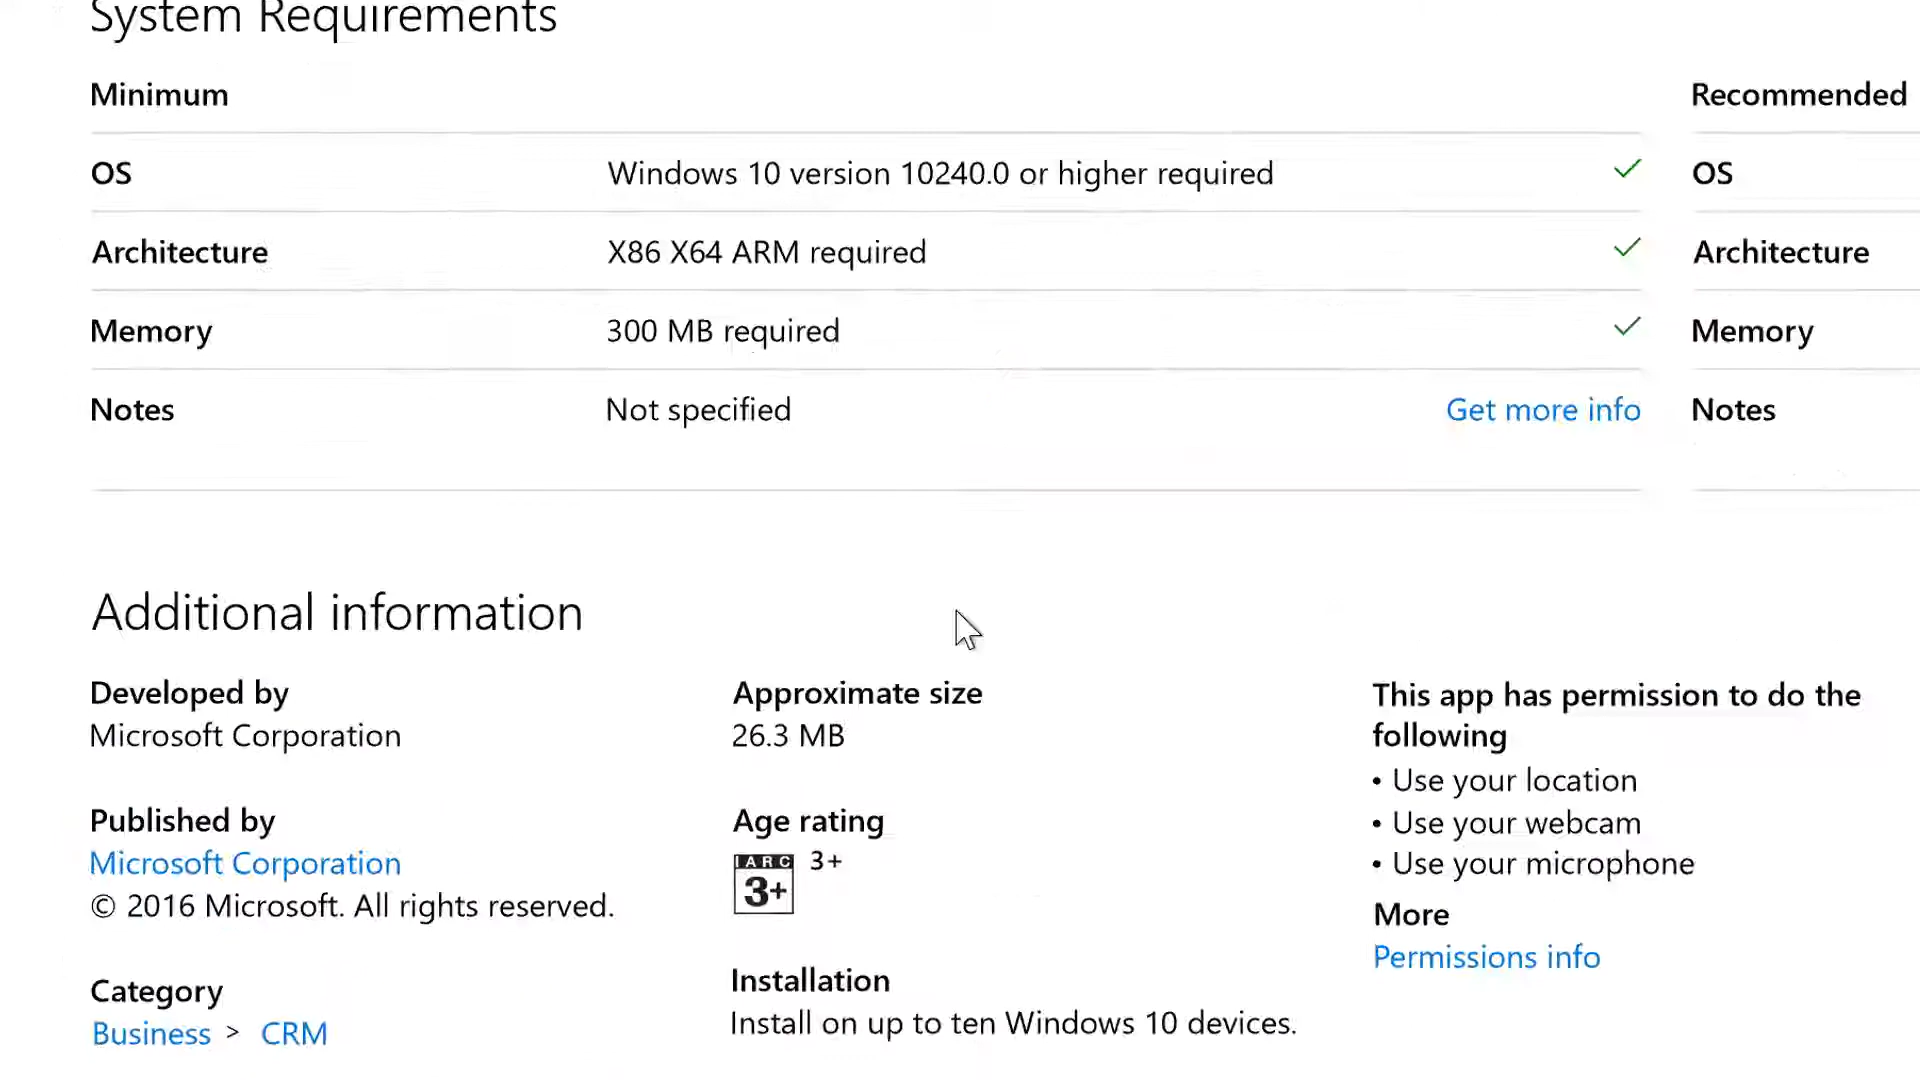 System Requirements
Minimum
Recommended
OS
Windows 10 version 10240.0 or higher required
OS
Architecture
X86 X64 ARM required
Architecture
Memory
300 MB required
Memory
Notes
Not specified
Get more info
Notes
Additional information
Developed by
Microsoft Corporation
Published by
Microsoft Corporation
© 2016 Microsoft. All rights reserved.
Category
Business > CRM
Approximate size
26.3 MB
Age rating
IARC
3+
3+
Installation
Install on up to ten Windows 10 devices.
This app has permission to do the
following
• Use your location
• Use your webcam
• Use your microphone
More
Permissions info